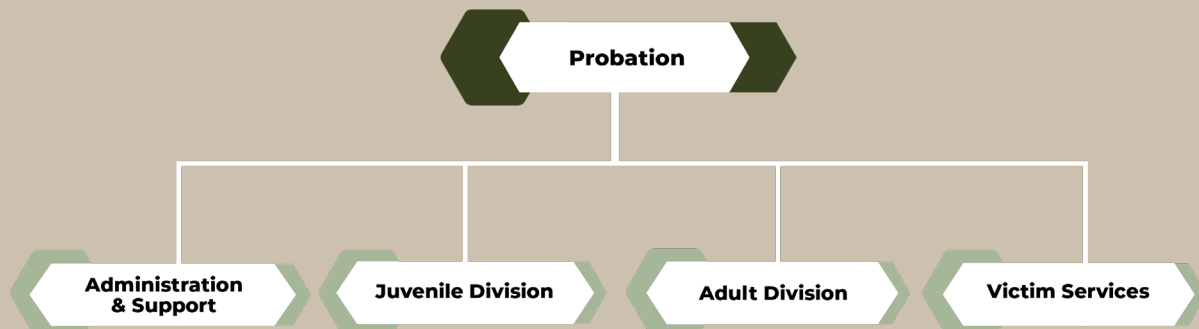 Probation
Administration
& Support
Juvenile Division
Adult Division
Victim Services